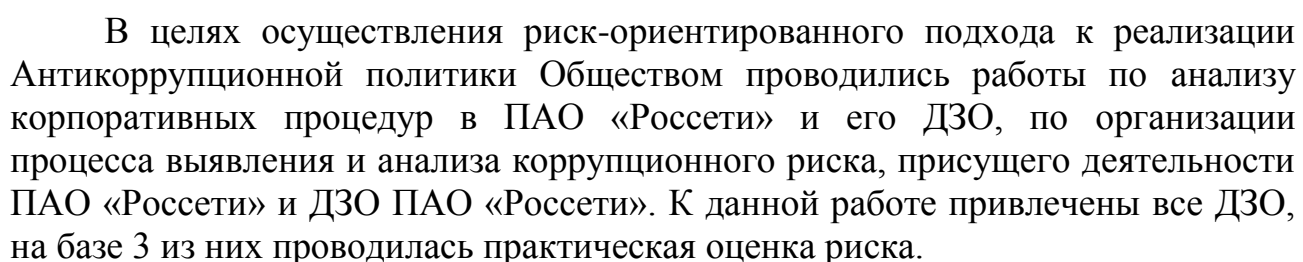 В целях осуществления риск-ориентированного подхода к реализации
Антикоррупционной политики Обществом проводились работы по анализу
корпоративных процедур в ПАО «Россети» и его ДЗО, по организации
процесса выявления и анализа коррупционного риска, присущего деятельности
ПАО «Россети» и ДЗО ПАО «Россети». К данной работе привлечены все ДЗО,
на базе 3 из них проводилась практическая оценка риска.